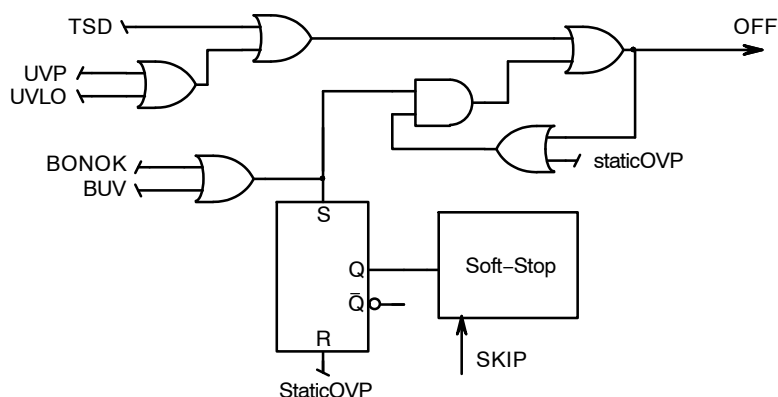 TSD
OFF
UVP
UVLO
BONOK
BUV
staticOVP
S
Q
Soft-Stop
Q̅
R
SKIP
StaticOVP